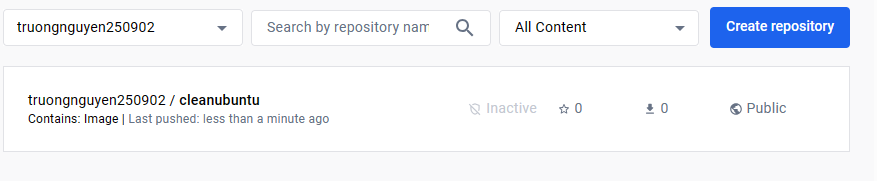 truongnguyen250902
Search by repository nam
All Content
Create repository
truongnguyen250902 / cleanubuntu
Inactive
0
0
Public
Contains: Image | Last pushed: less than a minute ago